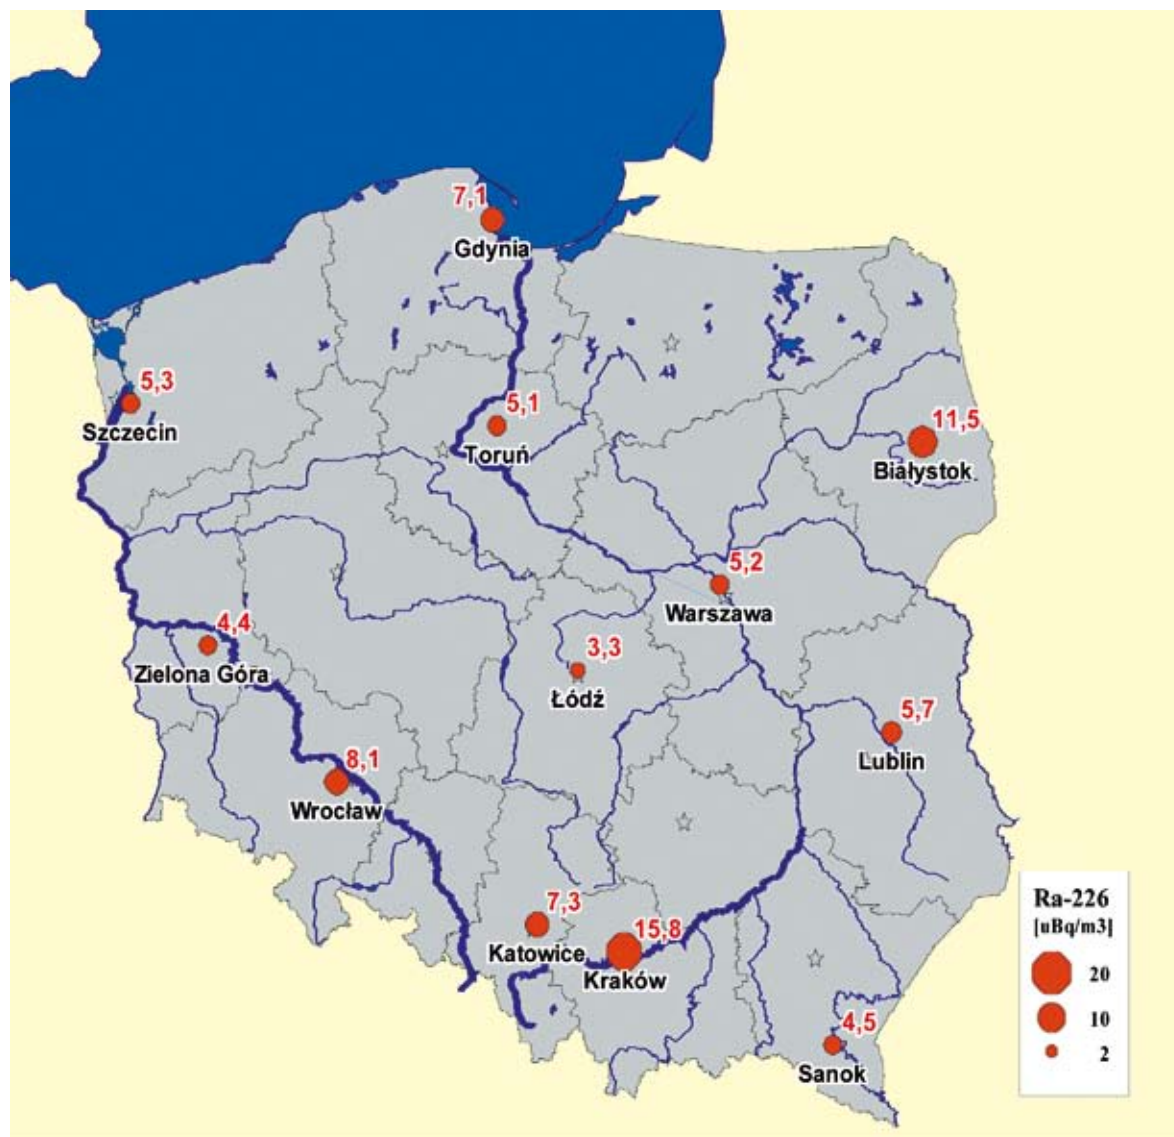 7,1
Gdynia
5,3
Szczecin
5,1
Toruń
11,5
Białystok
5,2
Warszawa
4,4
Zielona Góra
3,3
Łódź
5,7
Lublin
8,1
Wrocław
7,3
Katowice
15,8
Kraków
4,5
Sanok
Ra-226
[uBq/m3]
20
10
2